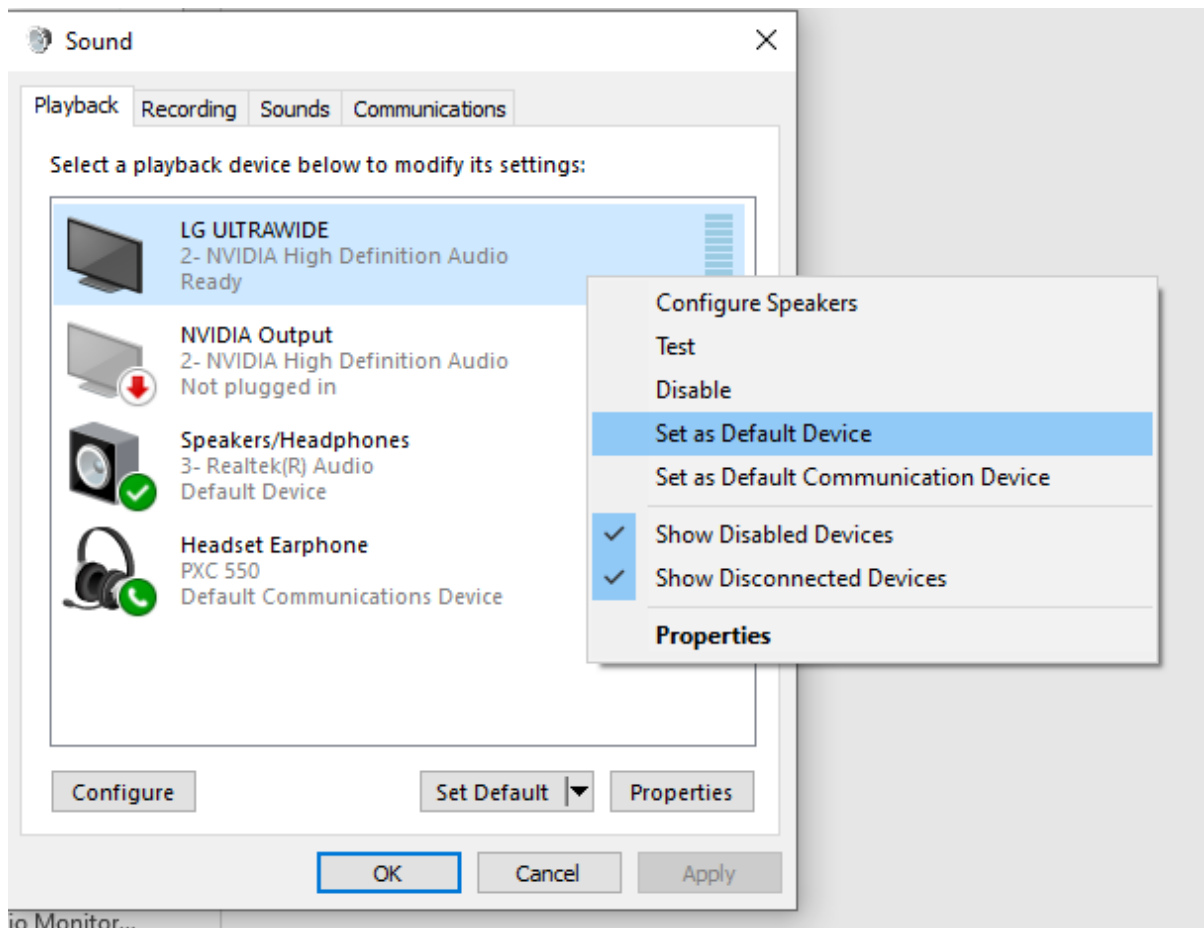 Sound
Playback Recording Sounds Communications
Select a playback device below to modify its settings:
LG ULTRAWIDE
2- NVIDIA High Definition Audio
Ready
NVIDIA Output
2- NVIDIA High Definition Audio
Not plugged in
Speakers/Headphones
3- Realtek(R) Audio
Default Device
Headset Earphone
PXC 550
Default Communications Device
Configure Speakers
Test
Disable
Set as Default Device
Set as Default Communication Device
Show Disabled Devices
Show Disconnected Devices
Properties
Configure Set Default Properties
OK Cancel Apply
Monitor...